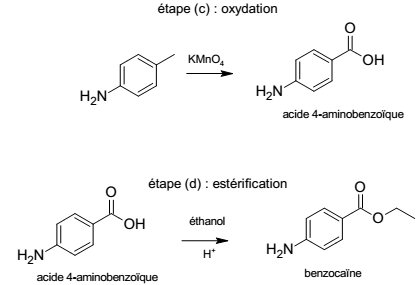 étape (c) : oxydation
KMnO4
H2N
O
OH
H2N
acide 4-aminobenzoïque
étape (d) : estérification
O
OH
H2N
acide 4-aminobenzoïque
éthanol
H+
O
O
H2N
benzocaïne